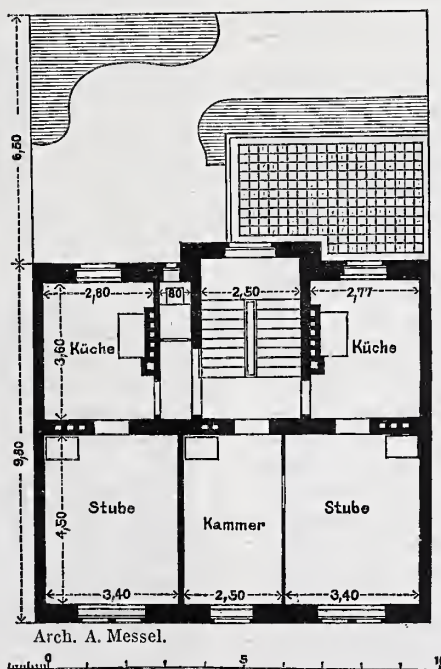 6,50
2,80 80 2,50 2,77
3,60
Küche Küche
9,80
4,50
Stube Kammer Stube
3,40 2,50 3,40
Arch. A. Messel.
0 5